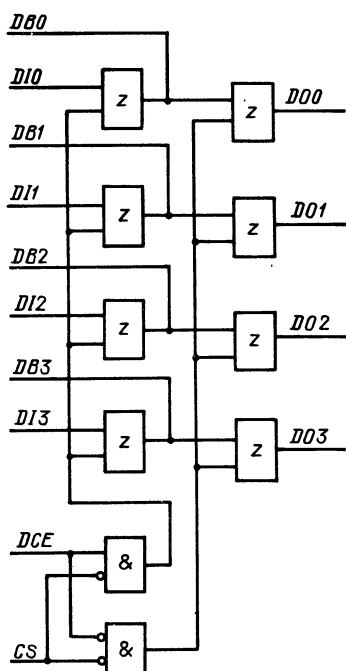 DB0
DI0
Z
Z
DO0
DB1
DI1
Z
Z
DO1
DB2
DI2
Z
Z
DO2
DB3
DI3
Z
Z
DO3
DCE
&
CS
&